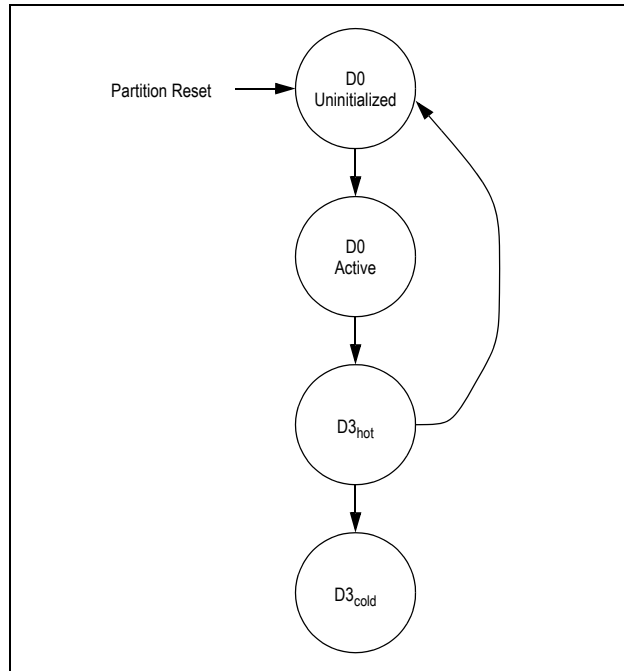 D0
Uninitialized
Partition Reset
D0
Active
D3hot
D3cold